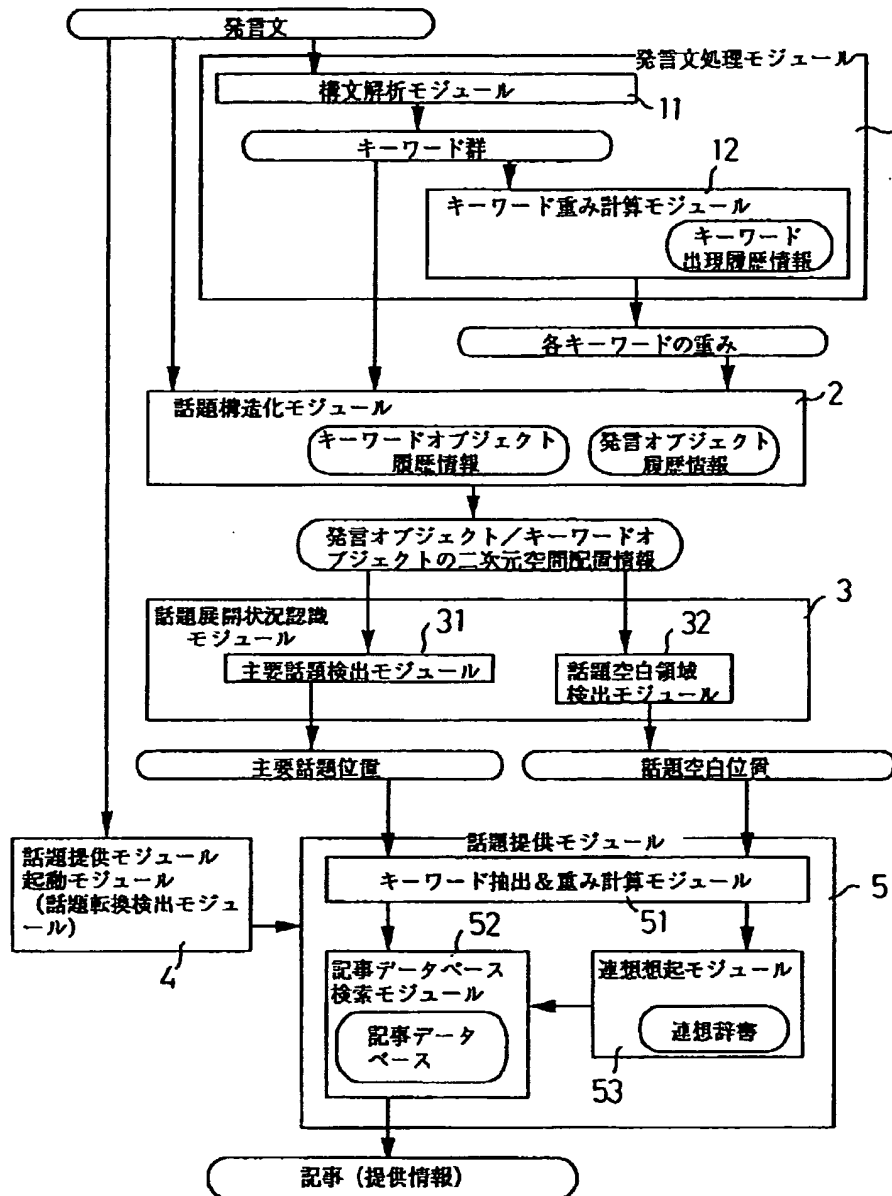 発言文
発言文処理モジュール
構文解析モジュール
11
キーワード群
12
キーワード重み計算モジュール
キーワード
出現履歴情報
各キーワードの重み
2
話題構造化モジュール
キーワードオブジェクト
履歴情報
発言オブジェクト
履歴情報
発言オブジェクト/キーワードオ
ブジェクトの二次元空間配置情報
3
話題展開状況認識
モジュール
31
32
主要話題検出モジュール
話題空白領域
検出モジュール
主要話題位置
話題空白位置
話題提供モジュール
話題提供モジュール
起動モジュール
(話題転換検出モジュ
ール)
4
キーワード抽出&重み計算モジュール
5
51
52
記事データベース
検索モジュール
記事データ
ベース
連想想起モジュール
連想辞書
53
記事(提供情報)